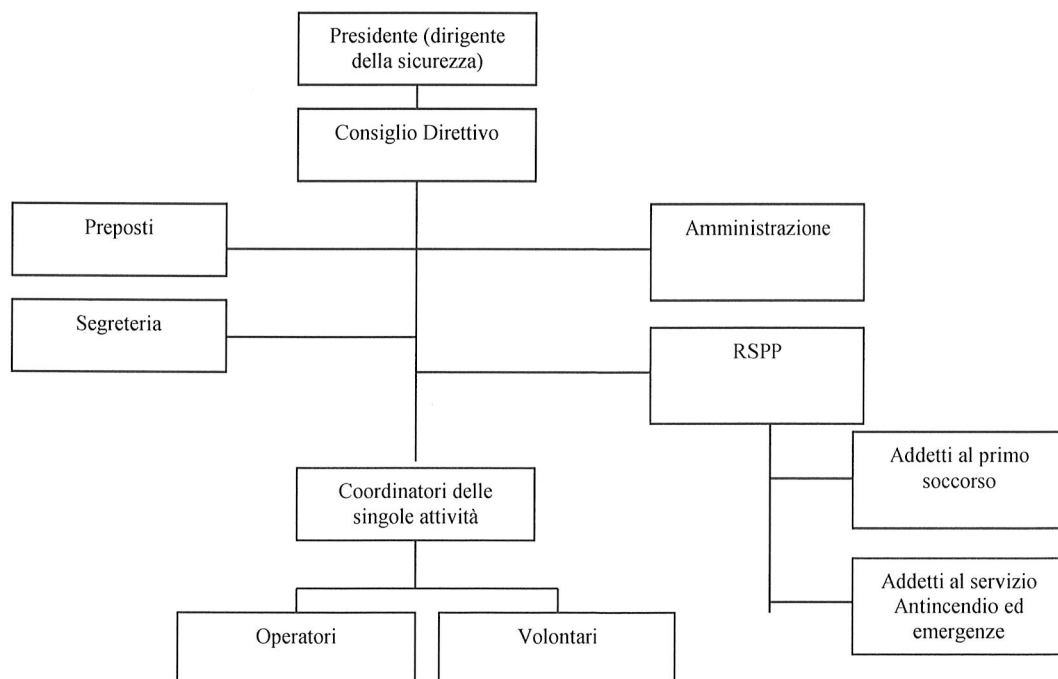 Presidente (dirigente
della sicurezza)
Consiglio Direttivo
Preposti
Amministrazione
Segreteria
RSPP
Addetti al primo
soccorso
Coordinatori delle
singole attività
Addetti al servizio
Antincendio ed
emergenze
Operatori
Volontari